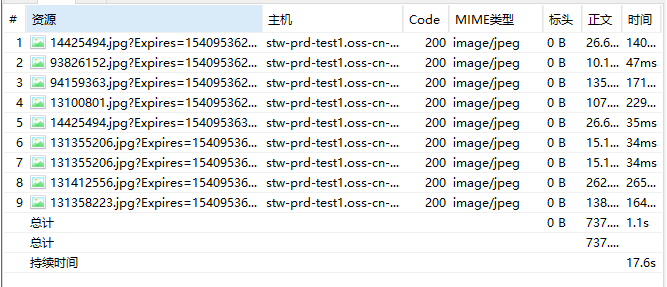 # 资源 主机 Code MIME类型 标头 正文 时间
1 14425494.jpg?Expires=154095362... stw-prd-test1.oss-cn-... 200 image/jpeg 0 B 26.6... 140...
2 93826152.jpg?Expires=154095362... stw-prd-test1.oss-cn-... 200 image/jpeg 0 B 10.1... 47ms
3 94159363.jpg?Expires=154095362... stw-prd-test1.oss-cn-... 200 image/jpeg 0 B 135.... 171...
4 13100801.jpg?Expires=154095362... stw-prd-test1.oss-cn-... 200 image/jpeg 0 B 107.... 229...
5 14425494.jpg?Expires=154095363... stw-prd-test1.oss-cn-... 200 image/jpeg 0 B 26.6... 35ms
6 131355206.jpg?Expires=15409536... stw-prd-test1.oss-cn-... 200 image/jpeg 0 B 15.1... 34ms
7 131355206.jpg?Expires=15409536... stw-prd-test1.oss-cn-... 200 image/jpeg 0 B 15.1... 34ms
8 131412556.jpg?Expires=15409536... stw-prd-test1.oss-cn-... 200 image/jpeg 0 B 262.... 265...
9 131358223.jpg?Expires=15409536... stw-prd-test1.oss-cn-... 200 image/jpeg 0 B 138.... 164...
总计 0 B 737.... 1.1s
总计 737....
持续时间 17.6s